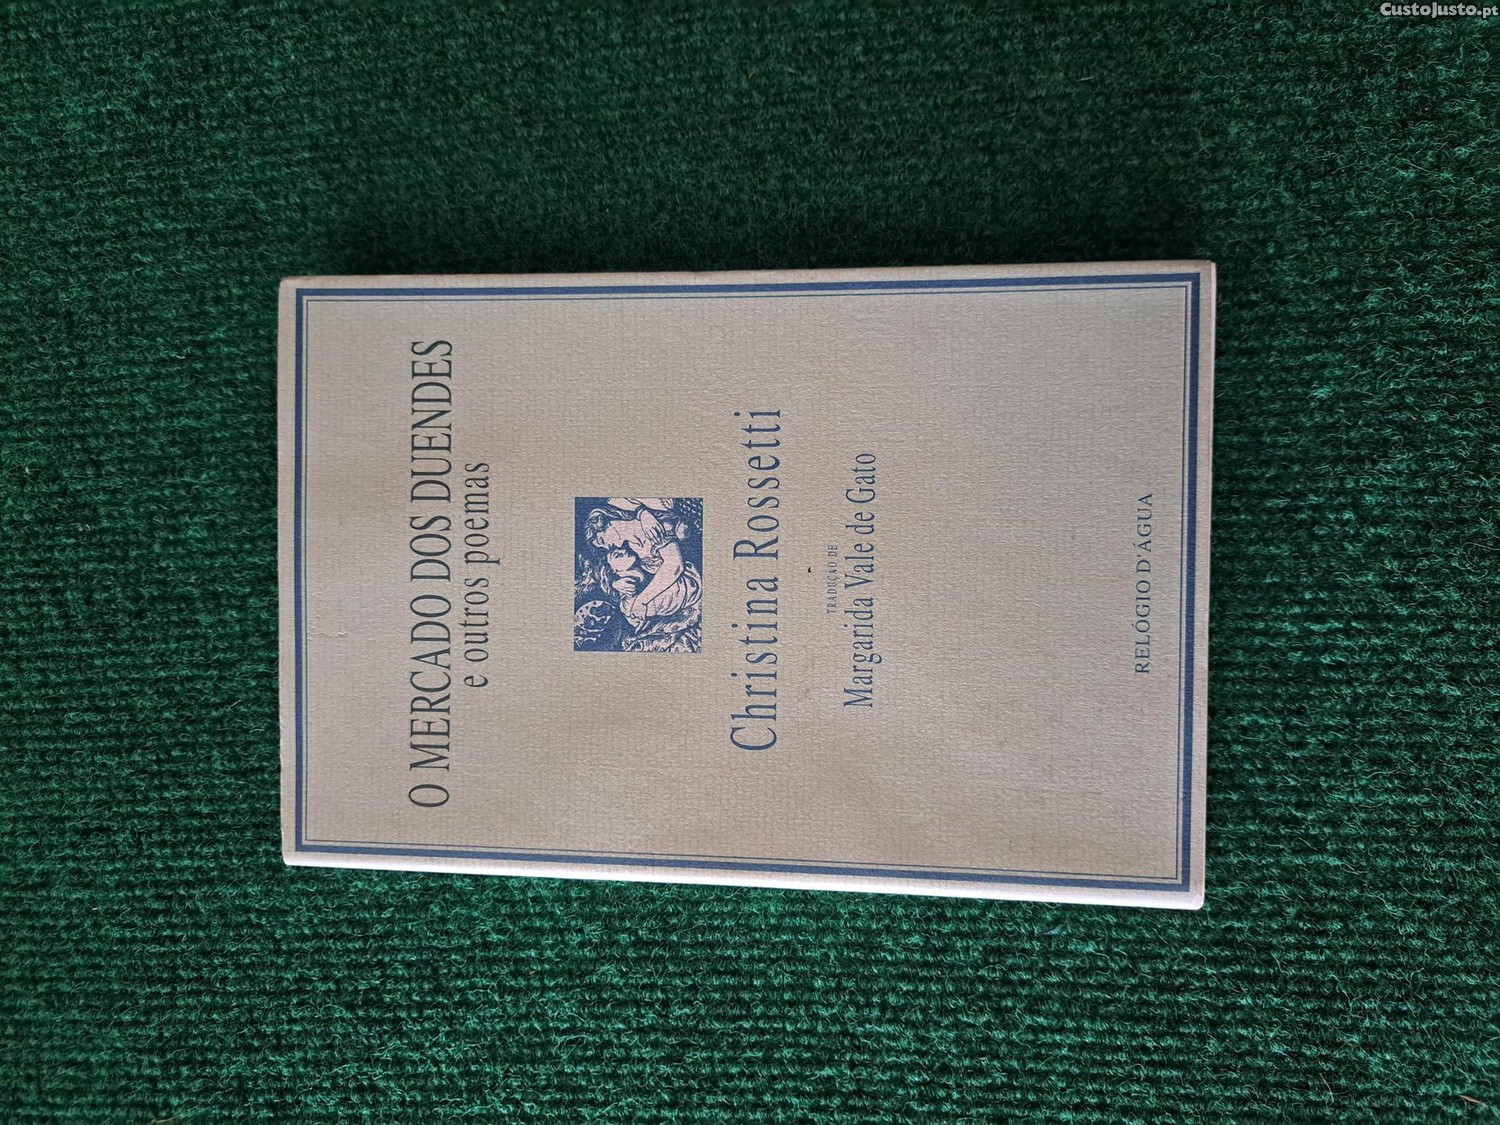 O MERCADO DOS DUENDES
e outros poemas
Christina Rossetti
TRADUÇÃO DE
Margarida Vale de Gato
RELÓGIO D'ÁGUA
CustoJusto.pt